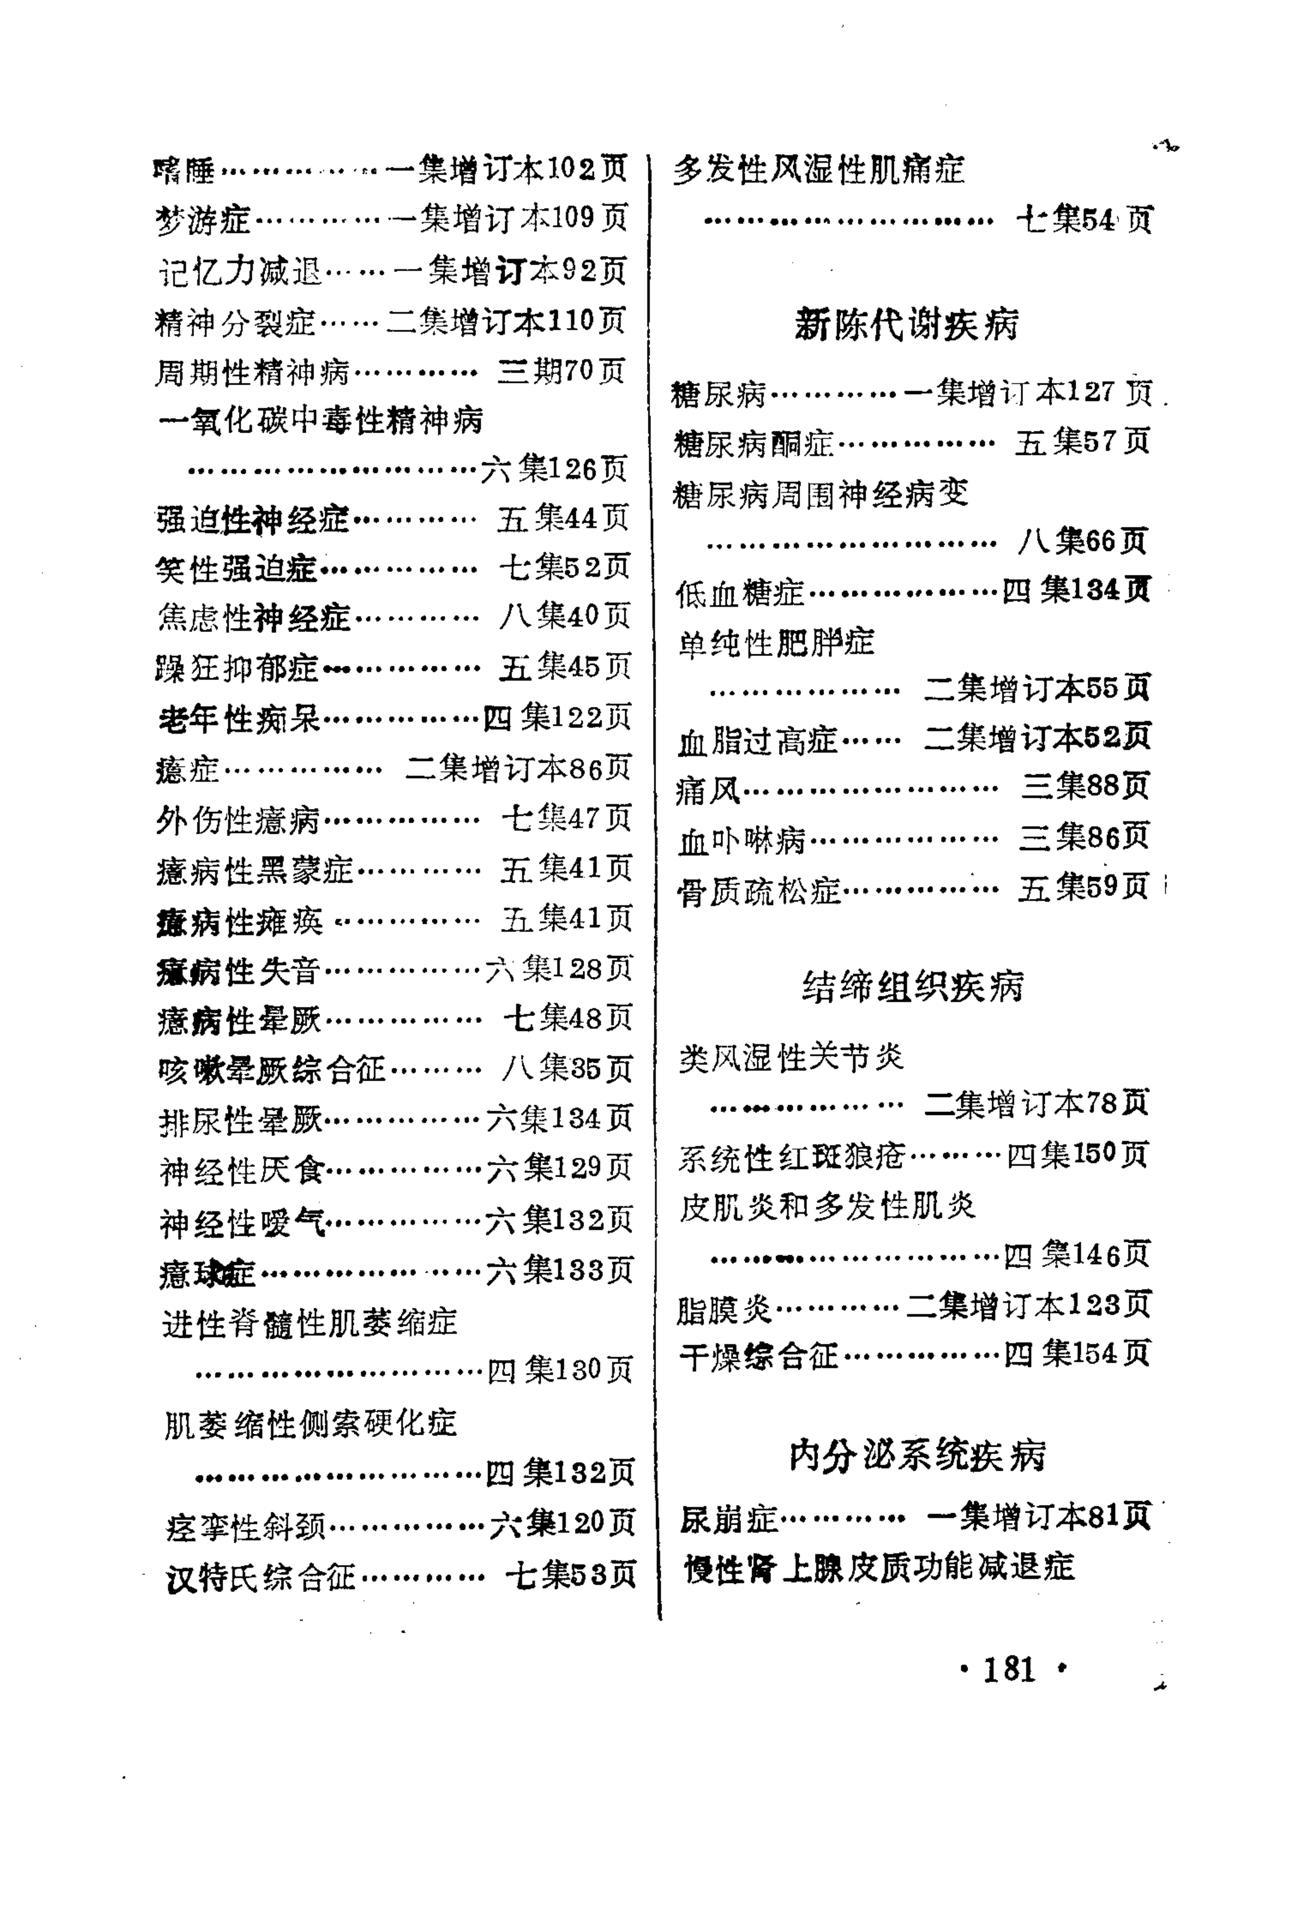 嗜睡……………一集增订本102页
梦游症…………一集增订本109页
记忆力减退……一集增订本92页
精神分裂症……二集增订本110页
周期性精神病………… 三期70页
一氧化碳中毒性精神病
………………………六集126页
强迫性神经症………… 五集44页
笑性强迫症…………… 七集52页
焦虑性神经症………… 八集40页
躁狂抑郁症…………… 五集45页
老年性痴呆……………四集122页
癔症…………… 二集增订本86页
外伤性癔病…………… 七集47页
癔病性黑蒙症………… 五集41页
癔病性瘫痪…………… 五集41页
癔病性失音……………六集128页
癔病性晕厥…………… 七集48页
咳嗽晕厥综合征……… 八集35页
排尿性晕厥……………六集134页
神经性厌食……………六集129页
神经性嗳气……………六集132页
癔球症…………………六集133页
进性脊髓性肌萎缩症
………………………四集130页
肌萎缩性侧索硬化症
………………………四集132页
痉挛性斜颈……………六集120页
汉特氏综合征………… 七集53页
多发性风湿性肌痛症
……………………… 七集54页
新陈代谢疾病
糖尿病…………一集增订本127页
糖尿病酮症…………… 五集57页
糖尿病周围神经病变
……………………… 八集66页
低血糖症………………四集134页
单纯性肥胖症
……………… 二集增订本55页
血脂过高症…… 二集增订本52页
痛风…………………… 三集88页
血卟啉病……………… 三集86页
骨质疏松症…………… 五集59页
结缔组织疾病
类风湿性关节炎
……………… 二集增订本78页
系统性红斑狼疮………四集150页
皮肌炎和多发性肌炎
………………………四集146页
脂膜炎…………二集增订本123页
干燥综合征……………四集154页
内分泌系统疾病
尿崩症………… 一集增订本81页
慢性肾上腺皮质功能减退症
·181·